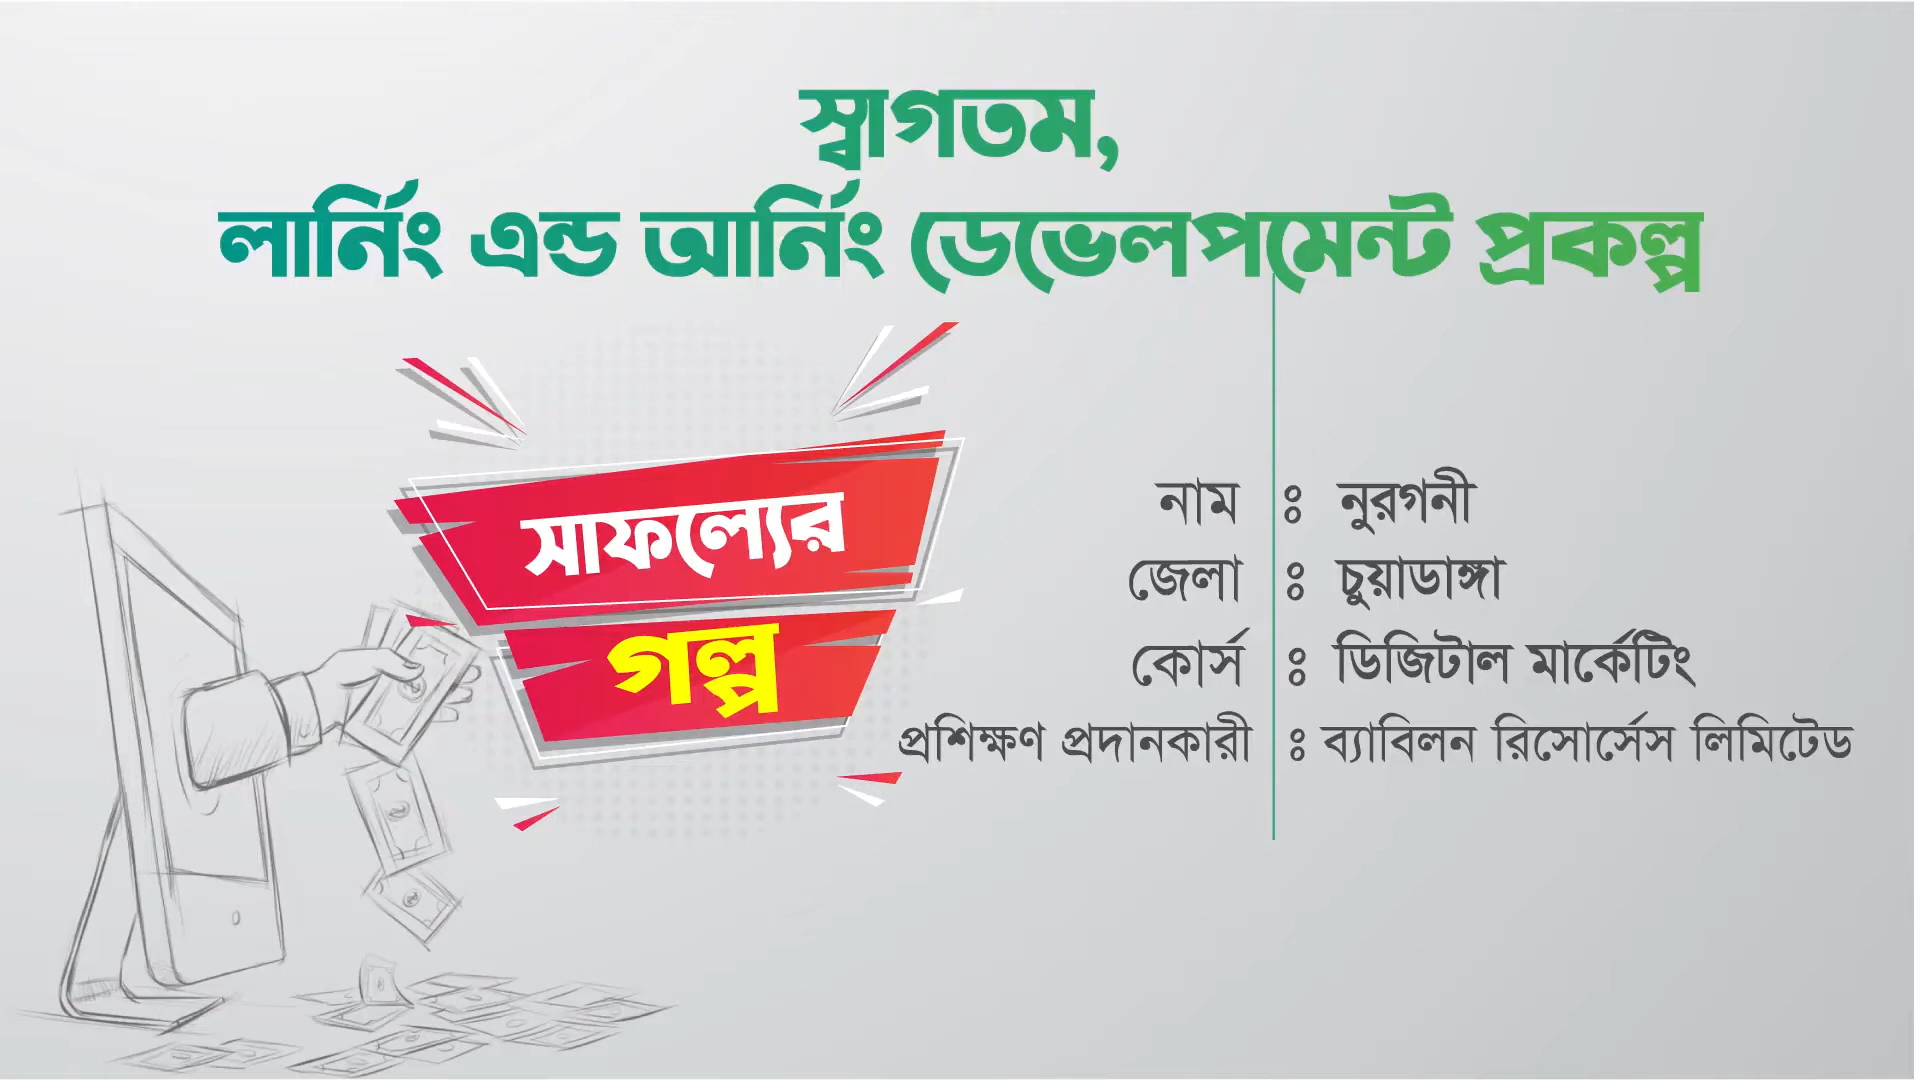 স্বাগতম,
লার্নিং এন্ড আর্নিং ডেভেলপমেন্ট প্রকল্প
সাফল্যের
গল্প
নাম ঃ নুরগনী
জেলা ঃ চুয়াডাঙ্গা
কোর্স ঃ ডিজিটাল মার্কেটিং
প্রশিক্ষণ প্রদানকারী ঃ ব্যাবিলন রিসোর্সেস লিমিটেড